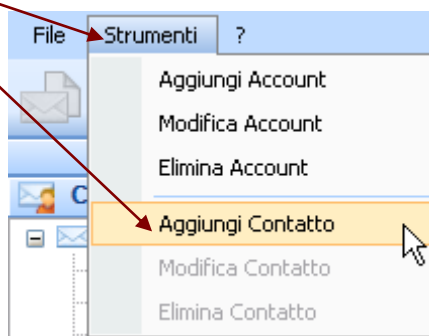 File Strumenti ?
Aggiungi Account
Modifica Account
Elimina Account
C
Aggiungi Contatto
Modifica Contatto
Elimina Contatto